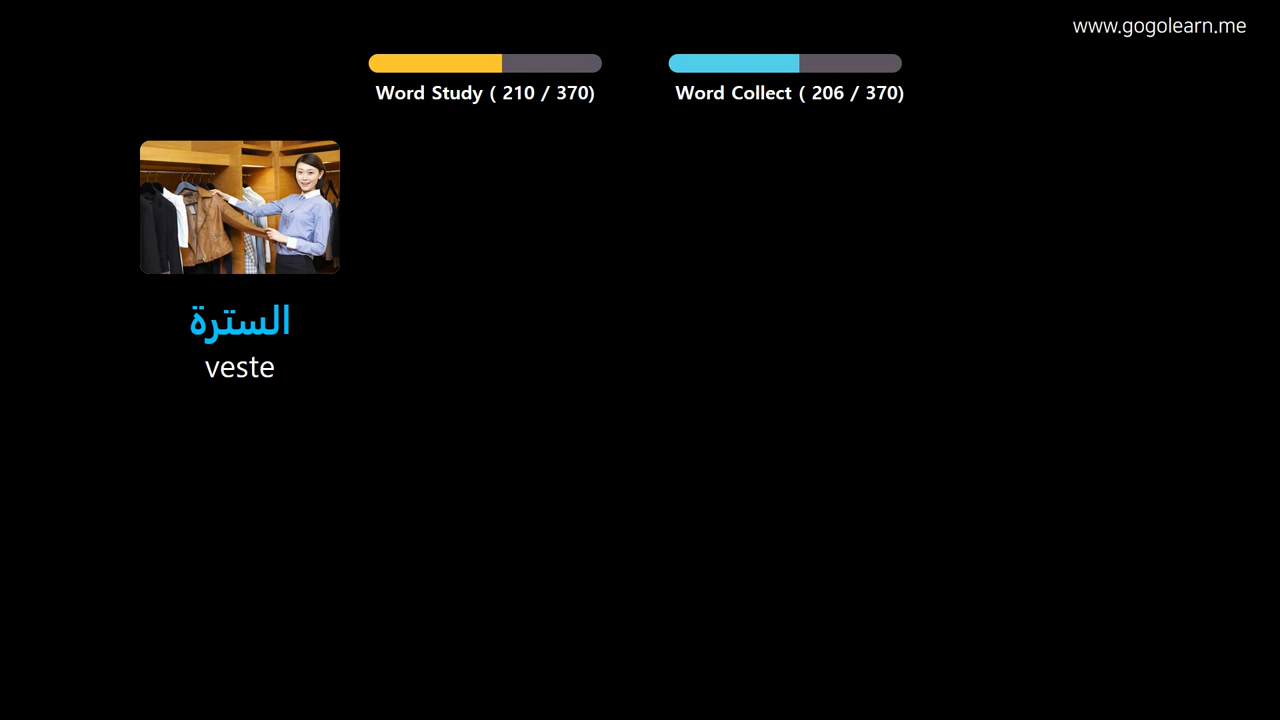 www.gogolearn.me
Word Study ( 210 / 370)
Word Collect ( 206 / 370)
السترة
veste